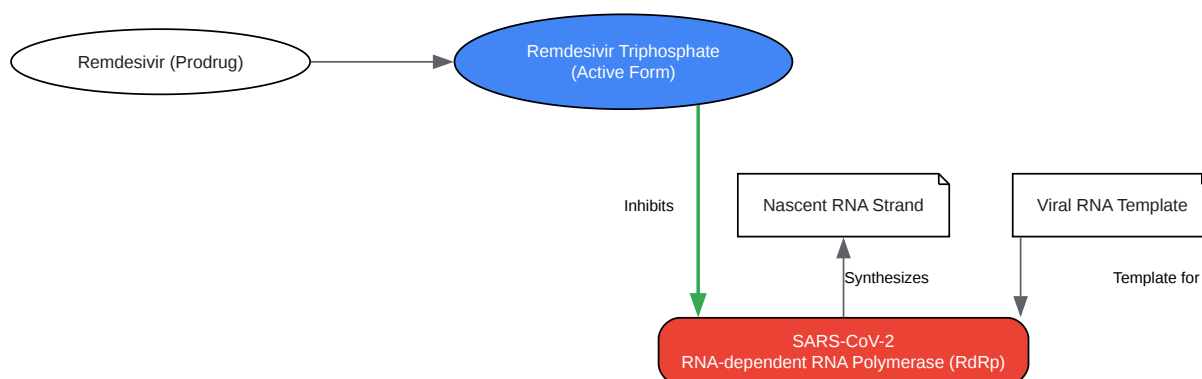 Remdesivir (Prodrug)
Remdesivir Triphosphate
(Active Form)
Inhibits
Nascent RNA Strand
Viral RNA Template
Synthesizes
Template for
SARS-CoV-2
RNA-dependent RNA Polymerase (RdRp)